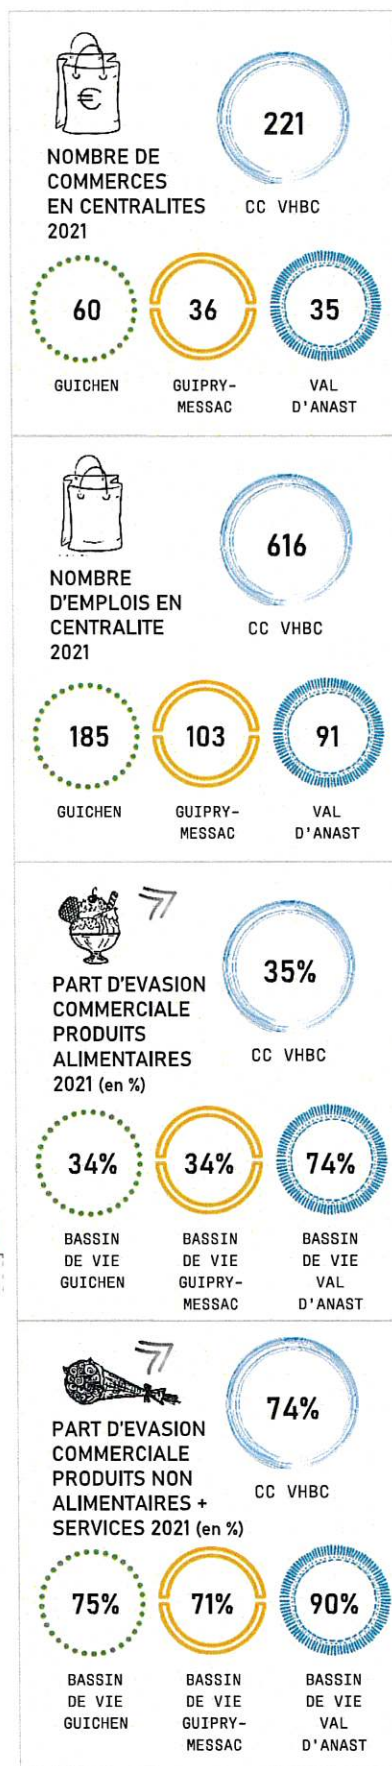 €
NOMBRE DE
COMMERCES
EN CENTRALITES
2021
221
CC VHBC
60
GUICHEN
36
GUIPRY-
MESSAC
35
VAL
D'ANAST
NOMBRE
D'EMPLOIS EN
CENTRALITE
2021
616
CC VHBC
185
GUICHEN
103
GUIPRY-
MESSAC
91
VAL
D'ANAST
PART D'EVASION
COMMERCIALE
PRODUITS
ALIMENTAIRES
2021 (en %)
35%
CC VHBC
34%
BASSIN
DE VIE
GUICHEN
34%
BASSIN
DE VIE
GUIPRY-
MESSAC
74%
BASSIN
DE VIE
VAL
D'ANAST
PART D'EVASION
COMMERCIALE
PRODUITS NON
ALIMENTAIRES +
SERVICES 2021 (en %)
74%
CC VHBC
75%
BASSIN
DE VIE
GUICHEN
71%
BASSIN
DE VIE
GUIPRY-
MESSAC
90%
BASSIN
DE VIE
VAL
D'ANAST